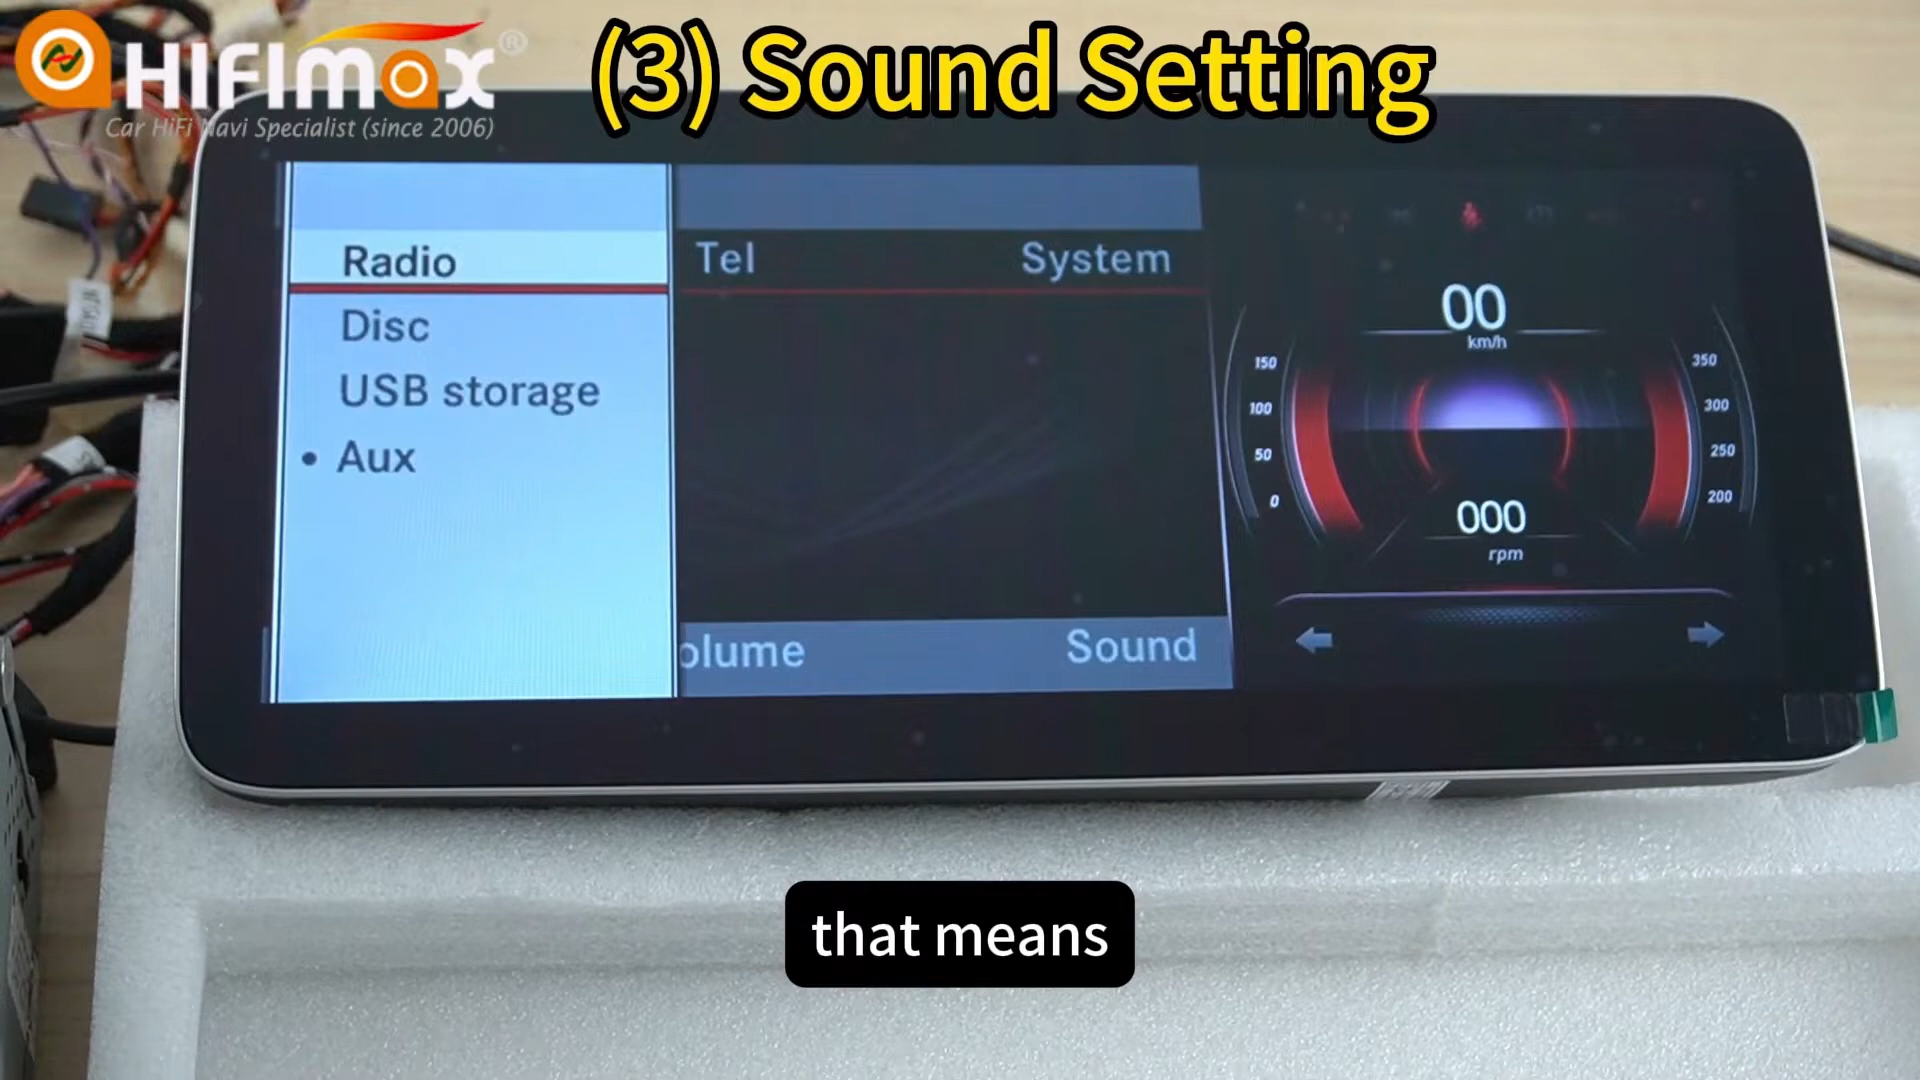 HIFIMAX®
Car HiFi Navi Specialist (since 2006)
(3) Sound Setting
Radio
Tel
System
Disc
USB storage
• Aux
olume
Sound
00
km/h
150
100
50
0
350
300
250
200
000
rpm
that means